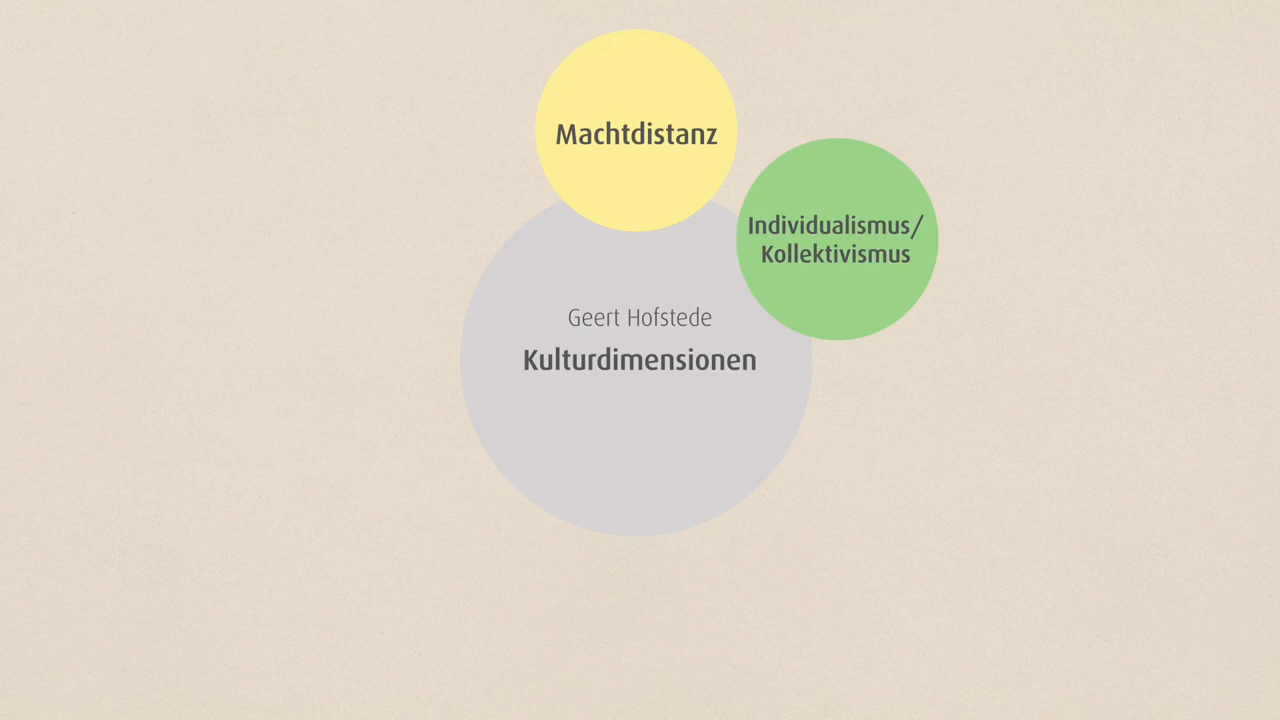 Machtdistanz
Individualismus/
Kollektivismus
Geert Hofstede
Kulturdimensionen